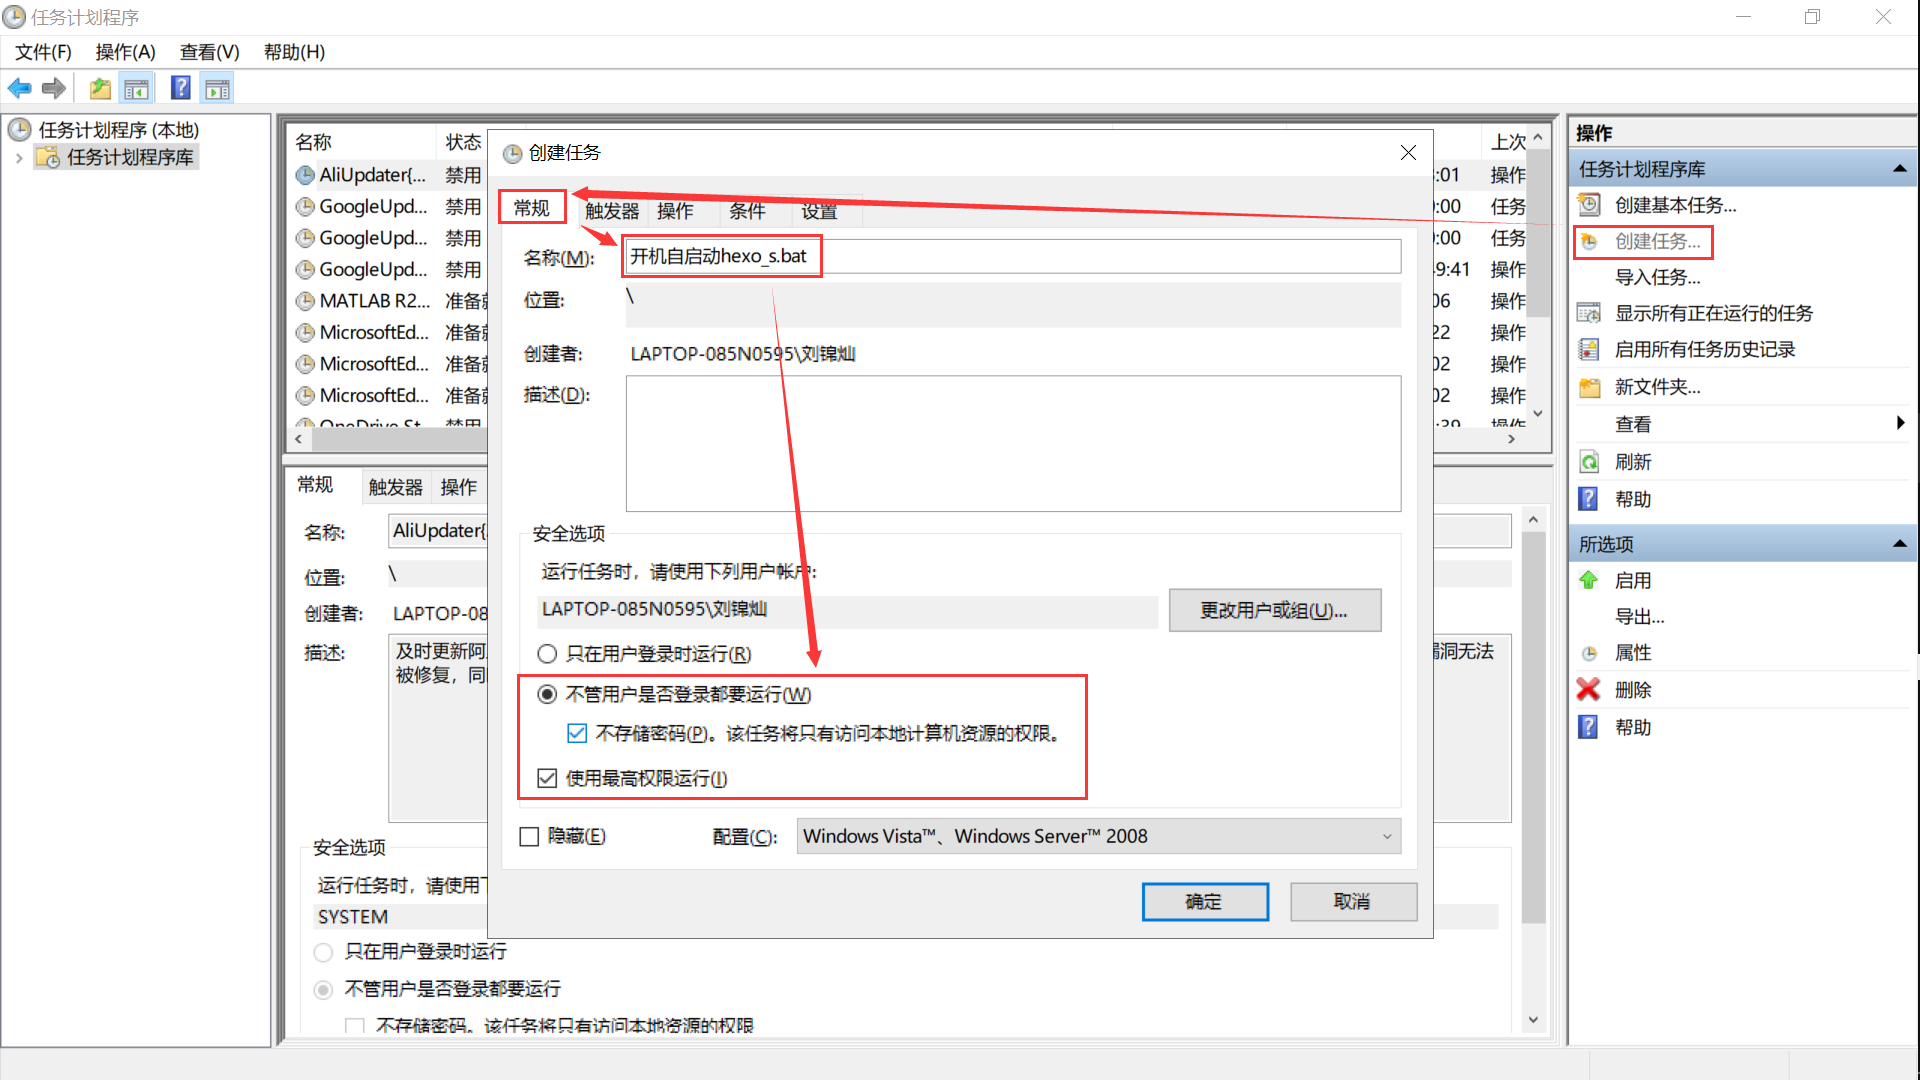 任务计划程序
文件(F) 操作(A) 查看(V) 帮助(H)
任务计划程序 (本地)
任务计划程序库
名称 状态 上次
AliUpdater{... 禁用 :01 操作
GoogleUpd... 禁用 :00 任务
GoogleUpd... 禁用 :00 任务
GoogleUpd... 禁用 9:41 操作
MATLAB R2... 准备 06 操作
MicrosoftEd... 准备 22 操作
MicrosoftEd... 准备 02 操作
MicrosoftEd... 准备 02 操作
OneDrive St 禁用 :39 操作
常规 触发器 操作
名称: AliUpdater{
位置: \
创建者: LAPTOP-08
描述: 及时更新阿 漏洞无法
被修复，同
安全选项
运行任务时，请使用
SYSTEM
只在用户登录时运行
不管用户是否登录都要运行
不存储密码。该任务将只有访问本地资源的权限
创建任务
常规 触发器 操作 条件 设置
名称(M): 开机自启动hexo_s.bat
位置: \
创建者: LAPTOP-085N0595\刘锦灿
描述(D):
安全选项
运行任务时，请使用下列用户帐户:
LAPTOP-085N0595\刘锦灿
更改用户或组(U)...
只在用户登录时运行(R)
不管用户是否登录都要运行(W)
不存储密码(P)。该任务将只有访问本地计算机资源的权限。
使用最高权限运行(I)
隐藏(E) 配置(C): Windows Vista™、Windows Server™ 2008
确定 取消
操作
任务计划程序库
创建基本任务...
创建任务...
导入任务...
显示所有正在运行的任务
启用所有任务历史记录
新文件夹...
查看
刷新
帮助
所选项
启用
导出...
属性
删除
帮助